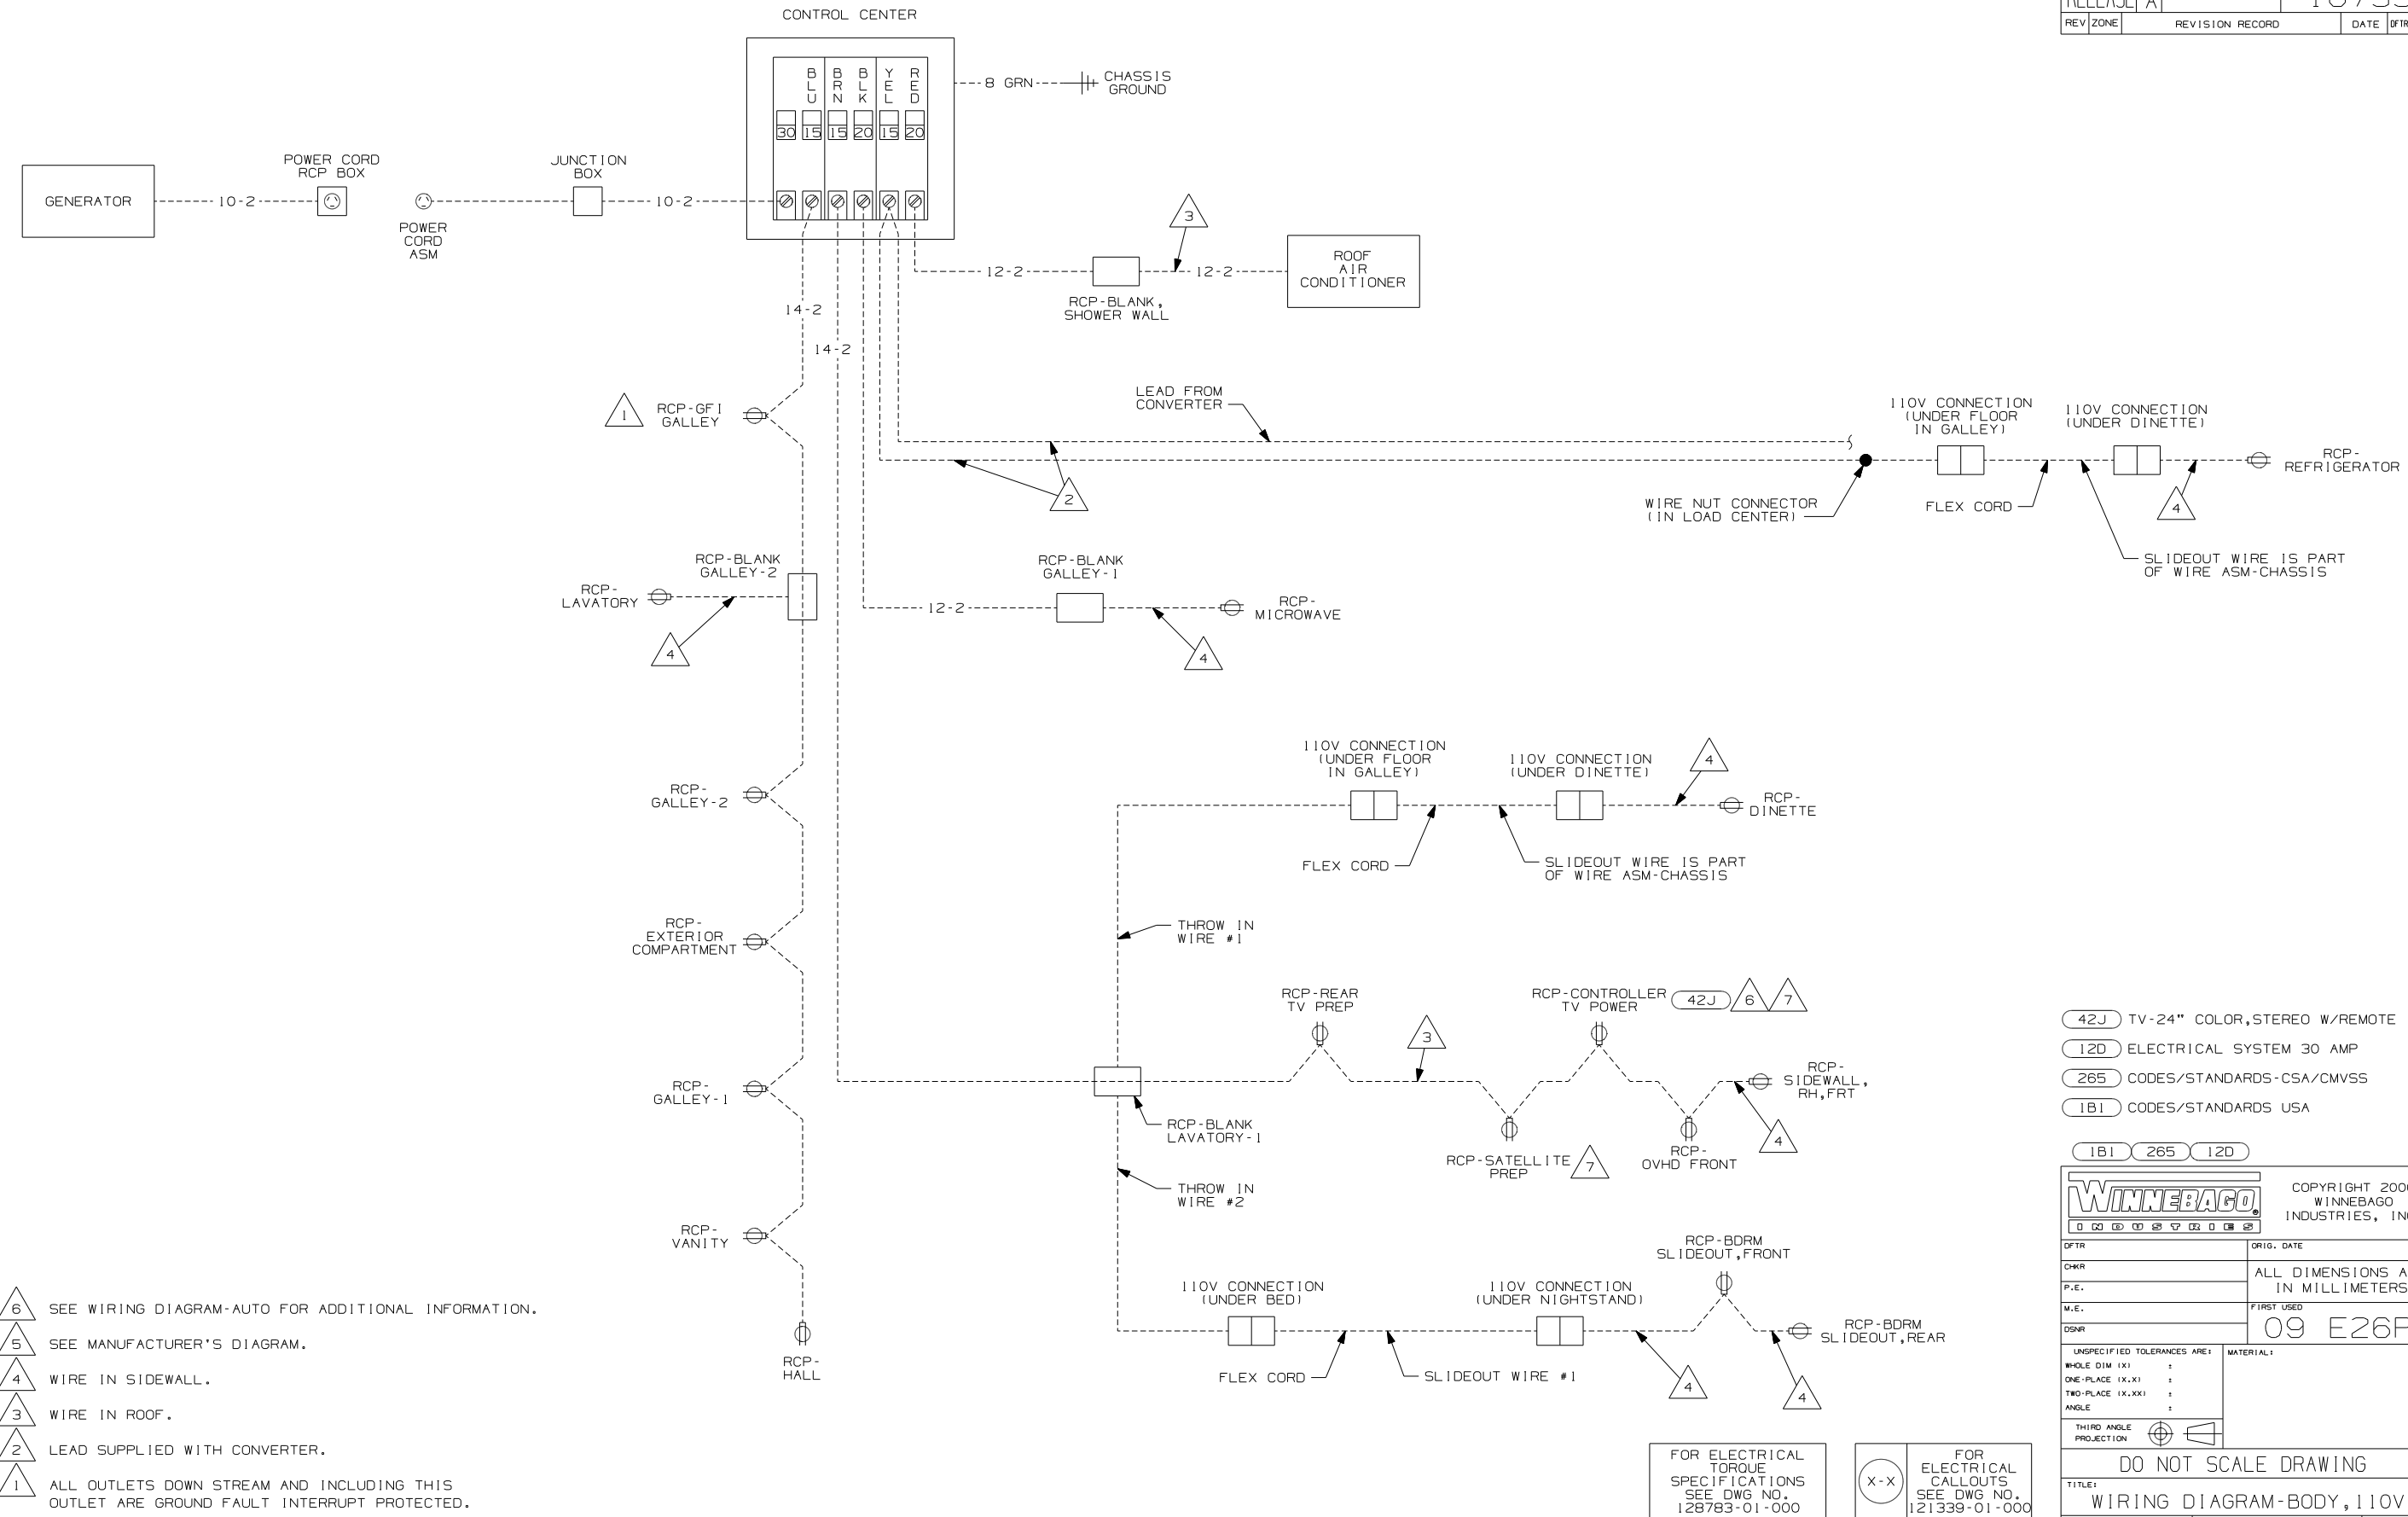 CONTROL CENTER
RELEASE A
REV ZONE REVISION RECORD DATE DFTR
BLU BRN BLK YEL RED
30 15 15 20 15 20
8 GRN
CHASSIS
GROUND
GENERATOR
10-2
POWER CORD
RCP BOX
POWER
CORD
ASM
JUNCTION
BOX
10-2
12-2
3
RCP-BLANK,
SHOWER WALL
12-2
ROOF
AIR
CONDITIONER
14-2
14-2
1
RCP-GFI
GALLEY
LEAD FROM
CONVERTER
2
110V CONNECTION
(UNDER FLOOR
IN GALLEY)
110V CONNECTION
(UNDER DINETTE)
RCP-
REFRIGERATOR
WIRE NUT CONNECTOR
(IN LOAD CENTER)
FLEX CORD
4
SLIDEOUT WIRE IS PART
OF WIRE ASM-CHASSIS
RCP-BLANK
GALLEY-2
RCP-
LAVATORY
4
RCP-BLANK
GALLEY-1
12-2
RCP-
MICROWAVE
4
RCP-
GALLEY-2
110V CONNECTION
(UNDER FLOOR
IN GALLEY)
110V CONNECTION
(UNDER DINETTE)
4
RCP-
DINETTE
FLEX CORD
SLIDEOUT WIRE IS PART
OF WIRE ASM-CHASSIS
RCP-
EXTERIOR
COMPARTMENT
THROW IN
WIRE #1
RCP-REAR
TV PREP
3
RCP-CONTROLLER
TV POWER
42J 6 7
RCP-
SIDEWALL,
RH,FRT
RCP-
GALLEY-1
RCP-BLANK
LAVATORY-1
RCP-SATELLITE
PREP
7
RCP-
OVHD FRONT
4
THROW IN
WIRE #2
RCP-
VANITY
RCP-BDRM
SLIDEOUT,FRONT
110V CONNECTION
(UNDER BED)
110V CONNECTION
(UNDER NIGHTSTAND)
RCP-BDRM
SLIDEOUT,REAR
FLEX CORD
SLIDEOUT WIRE #1
4
4
RCP-
HALL
6 SEE WIRING DIAGRAM-AUTO FOR ADDITIONAL INFORMATION.
5 SEE MANUFACTURER'S DIAGRAM.
4 WIRE IN SIDEWALL.
3 WIRE IN ROOF.
2 LEAD SUPPLIED WITH CONVERTER.
1 ALL OUTLETS DOWN STREAM AND INCLUDING THIS
OUTLET ARE GROUND FAULT INTERRUPT PROTECTED.
42J TV-24" COLOR,STEREO W/REMOTE
12D ELECTRICAL SYSTEM 30 AMP
265 CODES/STANDARDS-CSA/CMVSS
1B1 CODES/STANDARDS USA
1B1 265 12D
WINNEBAGO
INDUSTRIES
COPYRIGHT
WINNEBAGO
INDUSTRIES,
DFTR
ORIG. DATE
CHKR
ALL DIMENSIONS
IN MILLIMETERS
P.E.
M.E.
FIRST USED
DSNR
09
UNSPECIFIED TOLERANCES ARE:
MATERIAL:
WHOLE DIM (X) ±
ONE-PLACE (X.X) ±
TWO-PLACE (X.XX) ±
ANGLE ±
THIRD ANGLE
PROJECTION
DO NOT SCALE DRAWING
TITLE:
WIRING DIAGRAM-BODY,110V
FOR ELECTRICAL
TORQUE
SPECIFICATIONS
SEE DWG NO.
128783-01-000
X-X
FOR
ELECTRICAL
CALLOUTS
SEE DWG NO.
121339-01-000